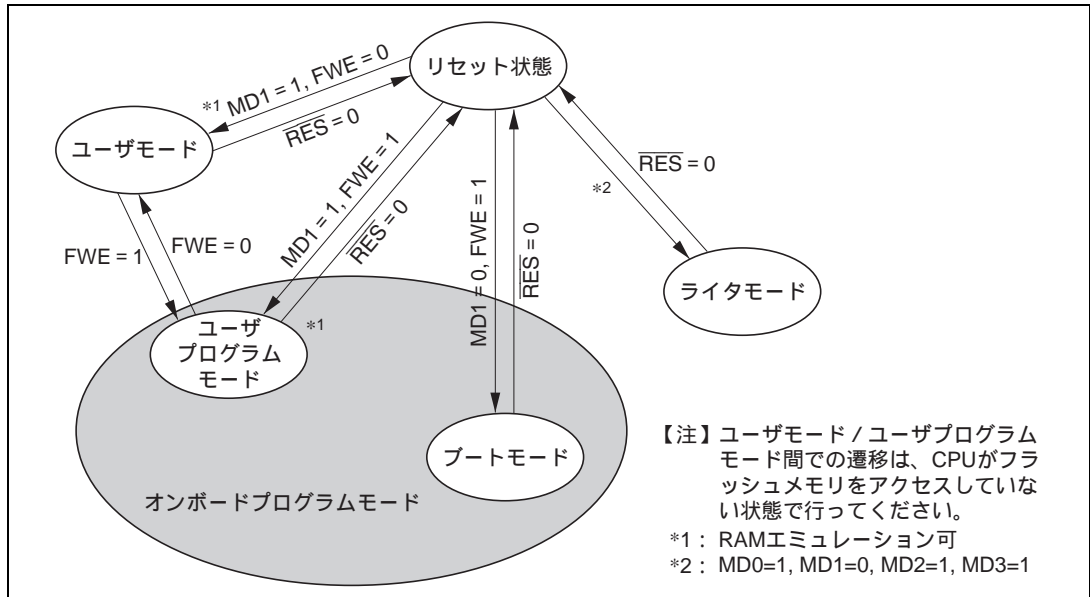 リセット状態
*1 MD1 = 1, FWE = 0
RES = 0
ユーザモード
MD1 = 1, FWE = 1
RES = 0
MD1 = 0, FWE = 1
RES = 0
*2
RES = 0
FWE = 1
FWE = 0
ライタモード
ユーザ
プログラム
モード
*1
ブートモード
オンボードプログラムモード
【注】ユーザモード / ユーザプログラム
モード間での遷移は、CPUがフラ
ッシュメモリをアクセスしていな
い状態で行ってください。
*1： RAMエミュレーション可
*2： MD0=1, MD1=0, MD2=1, MD3=1